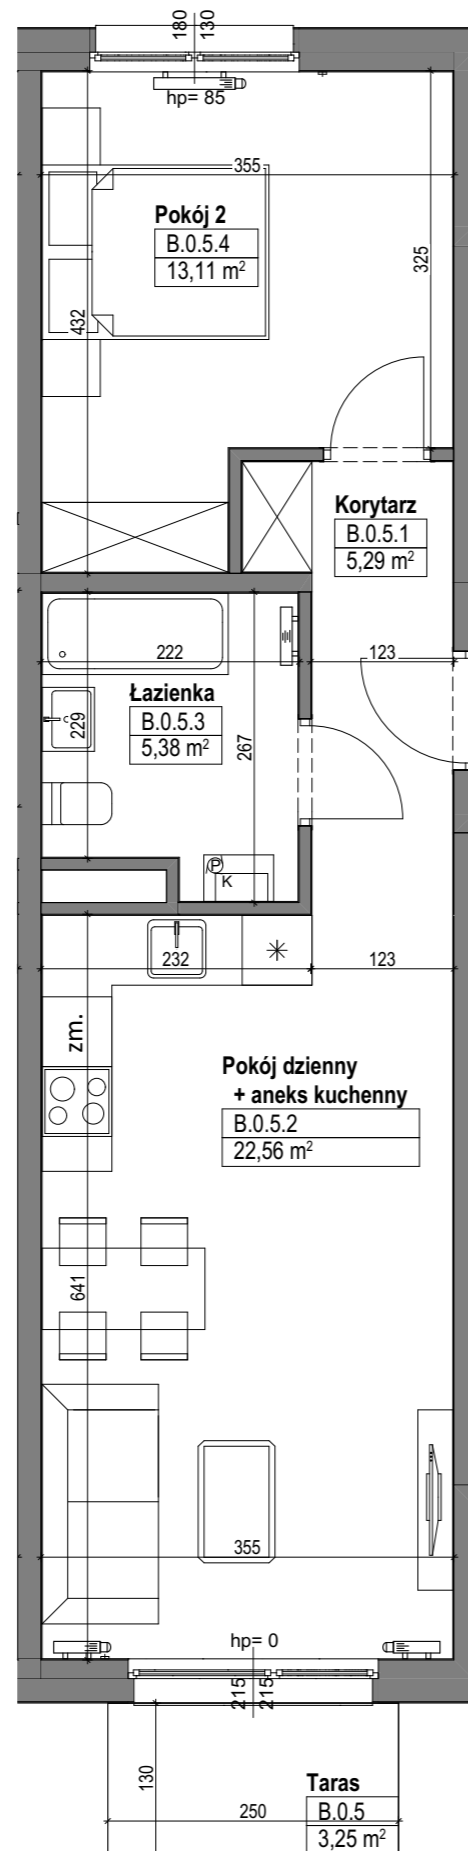 180
130
hp= 85
355
Pokój 2
B.0.5.4
13,11 m²
325
432
Korytarz
B.0.5.1
5,29 m²
222
123
Łazienka
B.0.5.3
5,38 m²
229
267
P
K
232
123
zm.
Pokój dzienny
+ aneks kuchenny
B.0.5.2
22,56 m²
641
355
hp= 0
215
215
130
250
Taras
B.0.5
3,25 m²